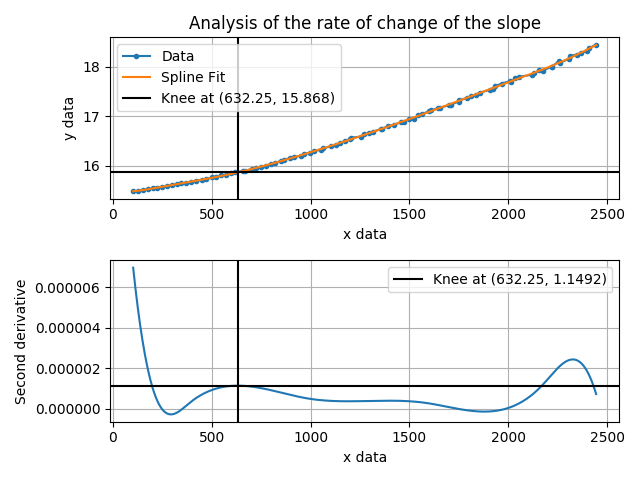 Analysis of the rate of change of the slope
Data
Spline Fit
Knee at (632.25, 15.868)
18
17
16
y data
0 500 1000 1500 2000 2500
x data
Knee at (632.25, 1.1492)
0.000006
0.000004
0.000002
0.000000
Second derivative
0 500 1000 1500 2000 2500
x data